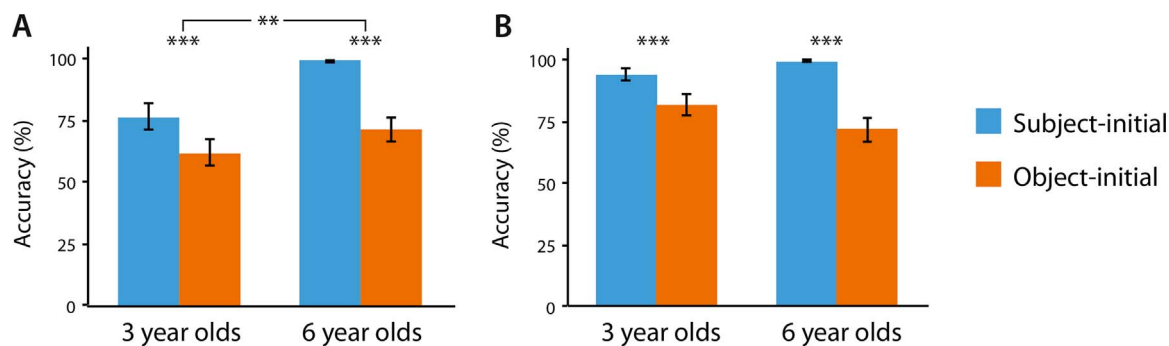 A
**
***
***
Accuracy (%)
100
75
50
25
0
3 year olds
6 year olds
B
***
***
Accuracy (%)
100
75
50
25
0
3 year olds
6 year olds
Subject-initial
Object-initial